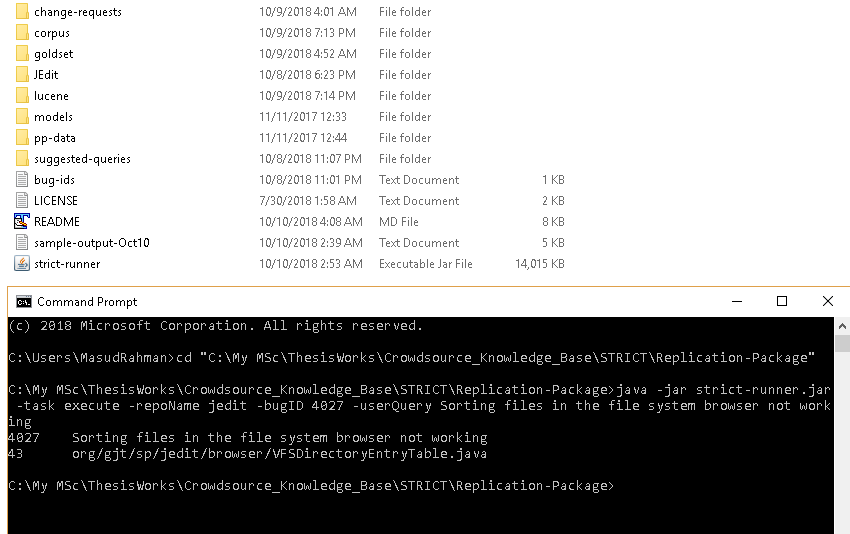 change-requests 10/9/2018 4:01 AM File folder
corpus 10/9/2018 7:13 PM File folder
goldset 10/9/2018 4:52 AM File folder
JEdit 10/8/2018 6:23 PM File folder
lucene 10/9/2018 7:14 PM File folder
models 11/11/2017 12:33 File folder
pp-data 11/11/2017 12:44 File folder
suggested-queries 10/8/2018 11:07 PM File folder
bug-ids 10/8/2018 11:01 PM Text Document 1 KB
LICENSE 7/30/2018 1:58 AM Text Document 2 KB
README 10/10/2018 4:08 AM MD File 8 KB
sample-output-Oct10 10/10/2018 2:39 AM Text Document 5 KB
strict-runner 10/10/2018 2:53 AM Executable Jar File 14,015 KB
Command Prompt
(c) 2018 Microsoft Corporation. All rights reserved.
C:\Users\MasudRahman>cd "C:\My MSc\ThesisWorks\Crowdsource_Knowledge_Base\STRICT\Replication-Package"
C:\My MSc\ThesisWorks\Crowdsource_Knowledge_Base\STRICT\Replication-Package>java -jar strict-runner.jar
-task execute -repoName jedit -bugID 4027 -userQuery Sorting files in the file system browser not work
ing
4027 Sorting files in the file system browser not working
43 org/gjt/sp/jedit/browser/VFSDirectoryEntryTable.java
C:\My MSc\ThesisWorks\Crowdsource_Knowledge_Base\STRICT\Replication-Package>